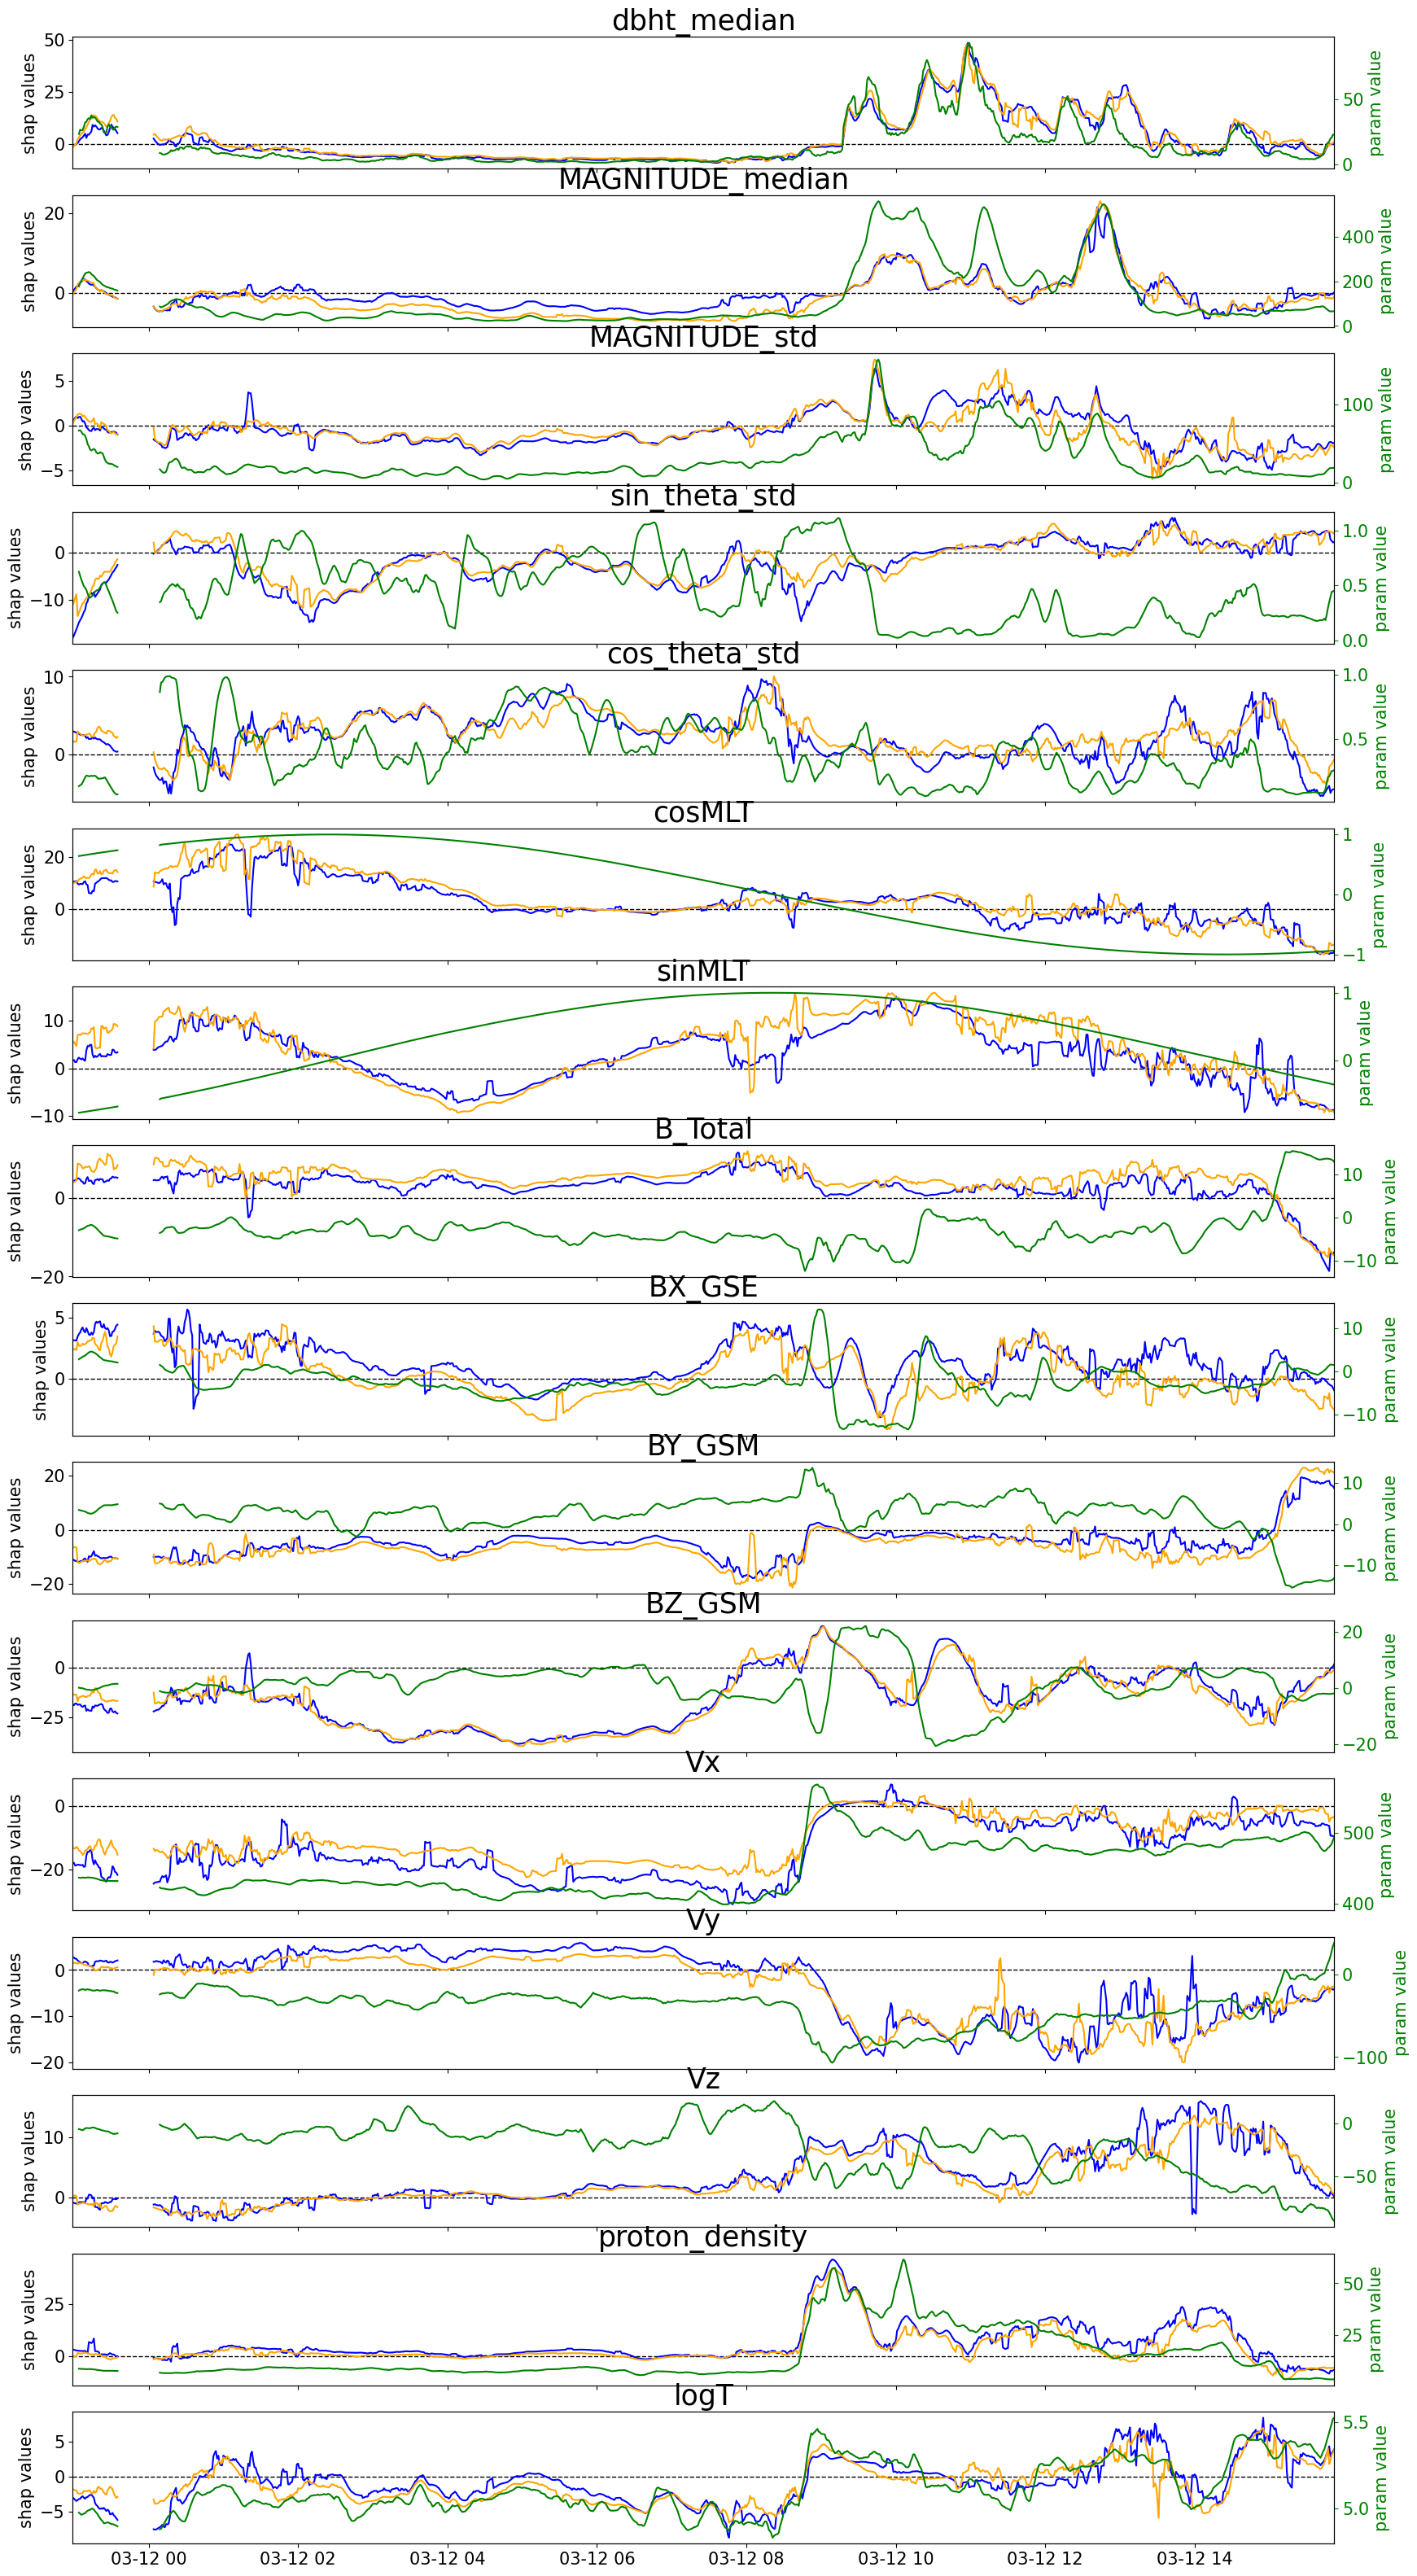 dbht_median
50
25
0
shap values
50
0
param value
MAGNITUDE_median
20
0
shap values
400
200
0
param value
MAGNITUDE_std
5
0
−5
shap values
100
0
param value
sin_theta_std
0
−10
shap values
1.0
0.5
0.0
param value
cos_theta_std
10
0
shap values
1.0
0.5
param value
cosMLT
20
0
shap values
1
0
−1
param value
sinMLT
10
0
−10
shap values
1
0
param value
B_Total
0
−20
shap values
10
0
−10
param value
BX_GSE
5
0
shap values
10
0
−10
param value
BY_GSM
20
0
−20
shap values
10
0
−10
param value
BZ_GSM
0
−25
shap values
20
0
−20
param value
Vx
0
−20
shap values
500
400
param value
Vy
0
−10
−20
shap values
0
−100
param value
Vz
10
0
shap values
0
−50
param value
proton_density
25
0
shap values
50
25
param value
logT
5
0
−5
shap values
5.5
5.0
param value
03-12 00 03-12 02 03-12 04 03-12 06 03-12 08 03-12 10 03-12 12 03-12 14